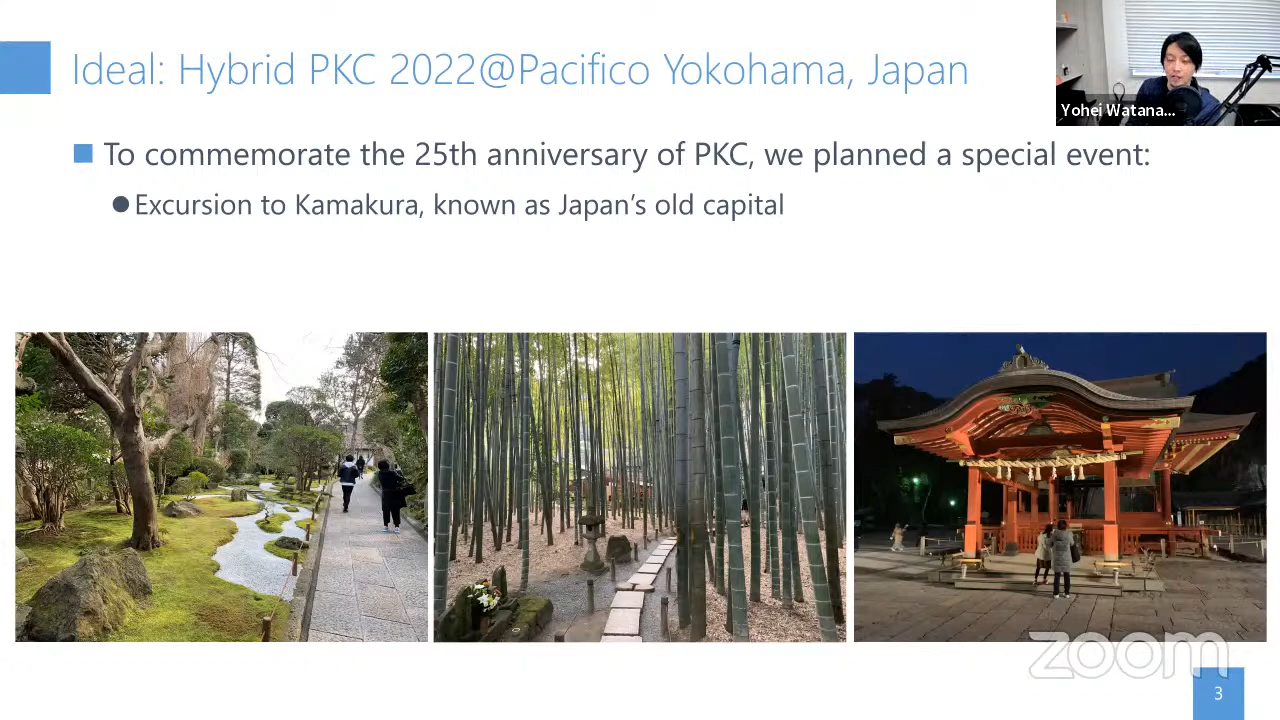 Ideal: Hybrid PKC 2022@Pacifico Yokohama, Japan
Yohei Watana...
■ To commemorate the 25th anniversary of PKC, we planned a special event:
● Excursion to Kamakura, known as Japan’s old capital
zoom
3